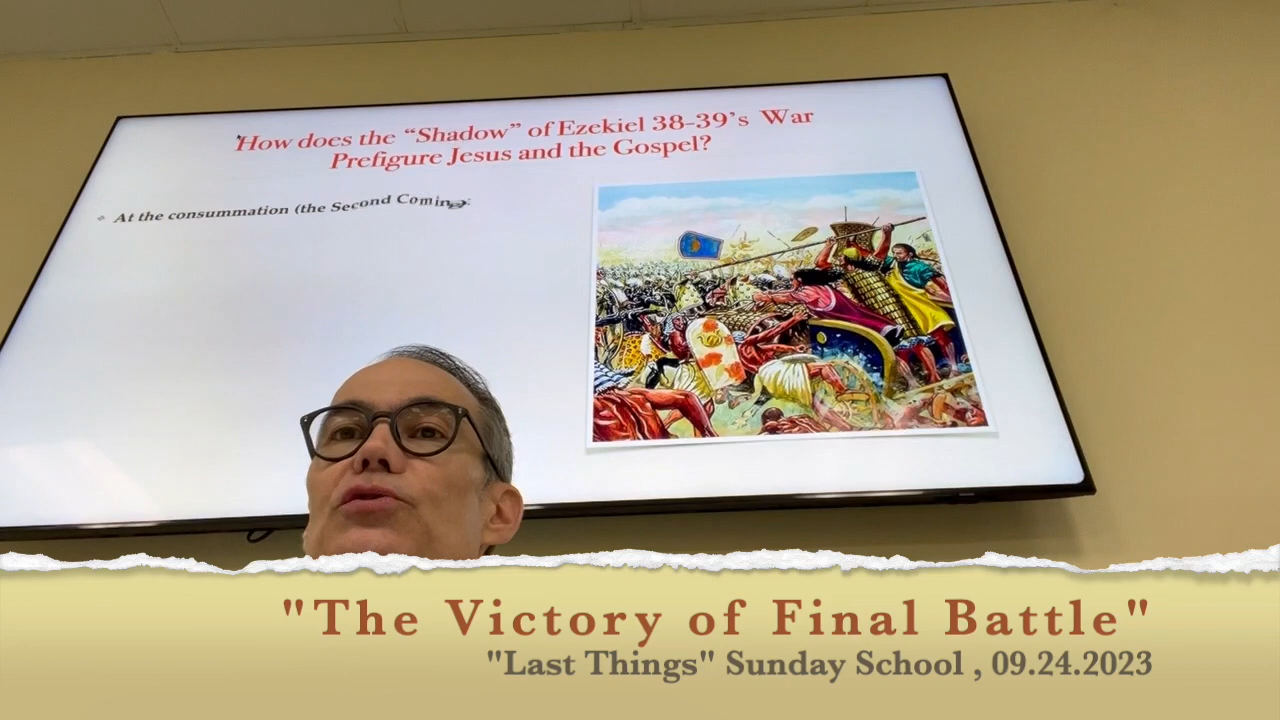 How does the “Shadow” of Ezekiel 38-39’s War
Prefigure Jesus and the Gospel?
At the consummation (the Second Coming:
"The Victory of Final Battle"
"Last Things" Sunday School , 09.24.2023